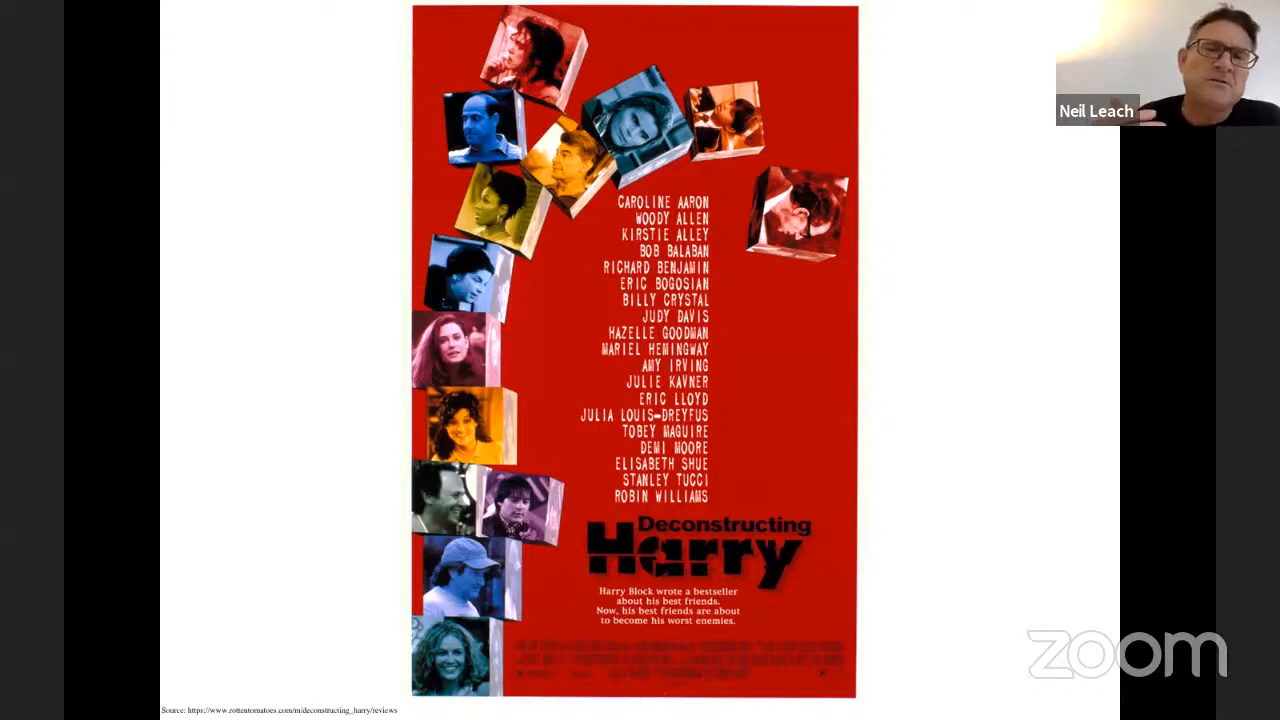 Neil Leach
CAROLINE AARON
WOODY ALLEN
KIRSTIE ALLEY
BOB BALABAN
RICHARD BENJAMIN
ERIC BOGOSIAN
BILLY CRYSTAL
JUDY DAVIS
HAZELLE GOODMAN
MARIEL HEMINGWAY
AMY IRVING
JULIE KAVNER
ERIC LLOYD
JULIA LOUIS-DREYFUS
TOBEY MAGUIRE
DEMI MOORE
ELISABETH SHUE
STANLEY TUCCI
ROBIN WILLIAMS
Deconstructing
Harry
Harry Block wrote a bestseller
about his best friends.
Now, his best friends are about
to become his worst enemies.
zoom
Source: https://www.rottentomatoes.com/m/deconstructing_harry/reviews